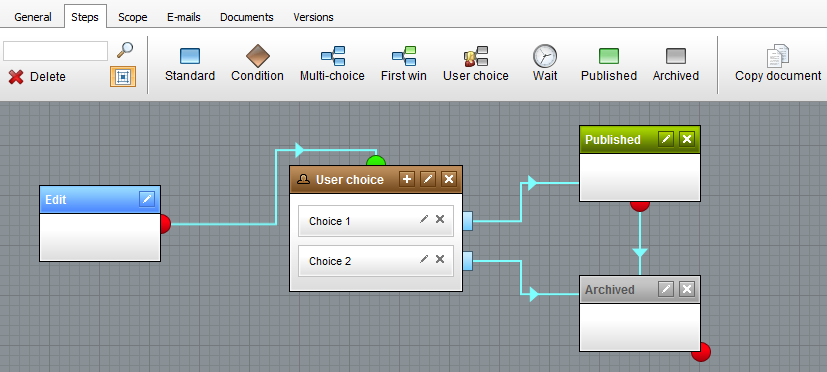 General Steps Scope E-mails Documents Versions
Delete
Standard Condition Multi-choice First win User choice Wait Published Archived Copy document
Published
User choice
Edit
Choice 1
Choice 2
Archived